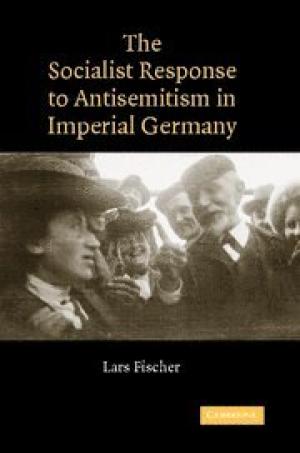 The
Socialist Response
to Antisemitism in
Imperial Germany
Lars Fischer
CAMBRIDGE